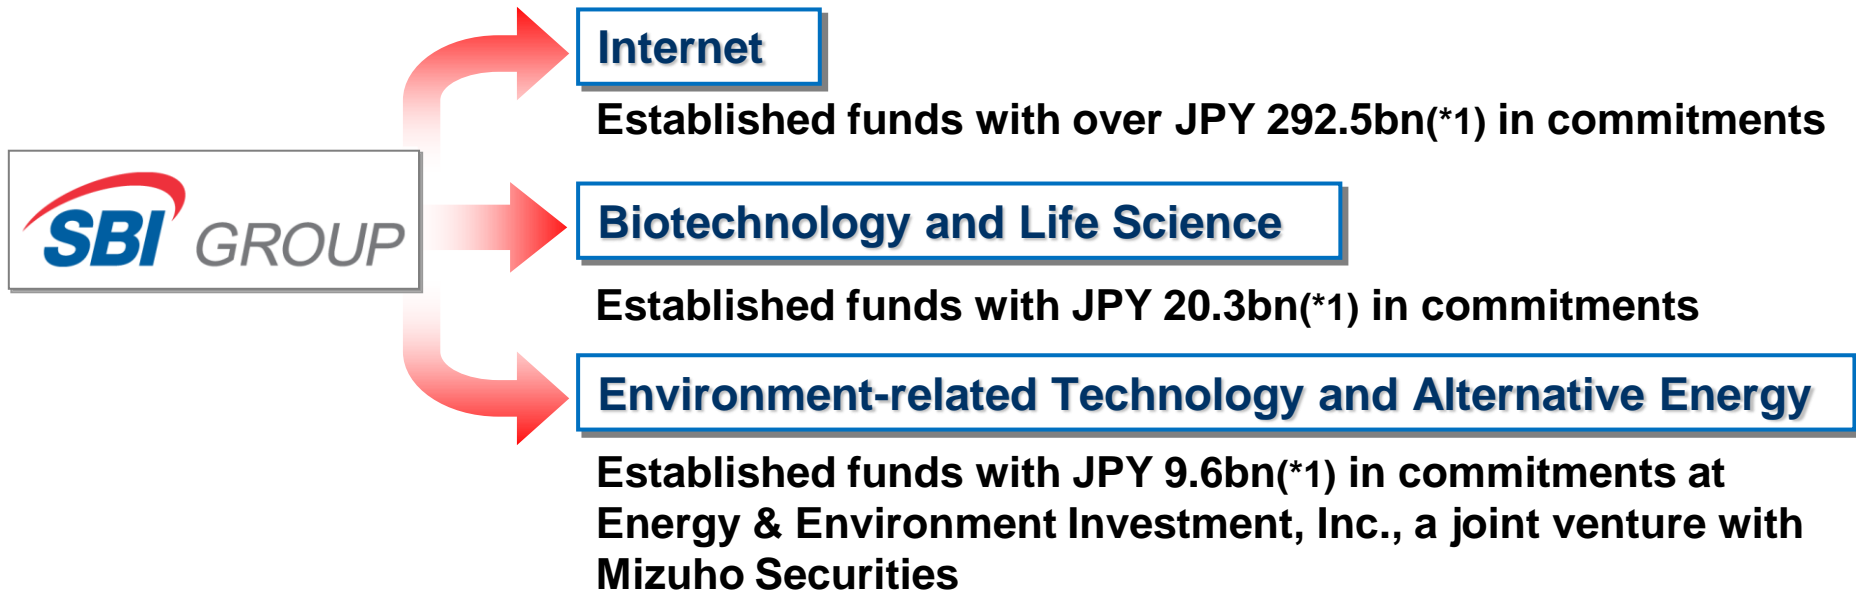 Internet
Established funds with over JPY 292.5bn(*1) in commitments
SBI GROUP
Biotechnology and Life Science
Established funds with JPY 20.3bn(*1) in commitments
Environment-related Technology and Alternative Energy
Established funds with JPY 9.6bn(*1) in commitments at
Energy & Environment Investment, Inc., a joint venture with
Mizuho Securities